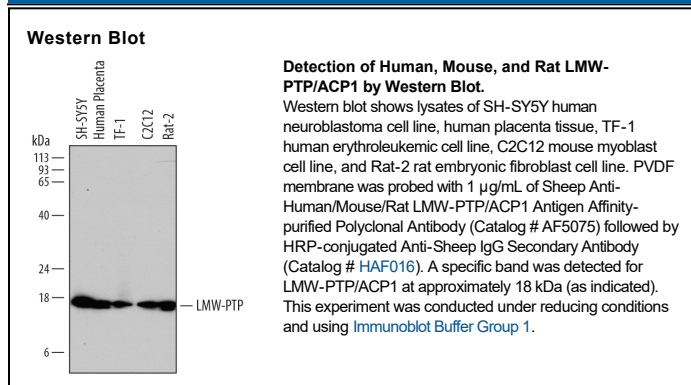 Western Blot
SH-SY5Y
Human Placenta
TF-1
C2C12
Rat-2
kDa
113
93
65
40
24
18
6
LMW-PTP
Detection of Human, Mouse, and Rat LMW-
PTP/ACP1 by Western Blot.
Western blot shows lysates of SH-SY5Y human
neuroblastoma cell line, human placenta tissue, TF-1
human erythroleukemic cell line, C2C12 mouse myoblast
cell line, and Rat-2 rat embryonic fibroblast cell line. PVDF
membrane was probed with 1 µg/mL of Sheep Anti-
Human/Mouse/Rat LMW-PTP/ACP1 Antigen Affinity-
purified Polyclonal Antibody (Catalog # AF5075) followed by
HRP-conjugated Anti-Sheep IgG Secondary Antibody
(Catalog # HAF016). A specific band was detected for
LMW-PTP/ACP1 at approximately 18 kDa (as indicated).
This experiment was conducted under reducing conditions
and using Immunoblot Buffer Group 1.